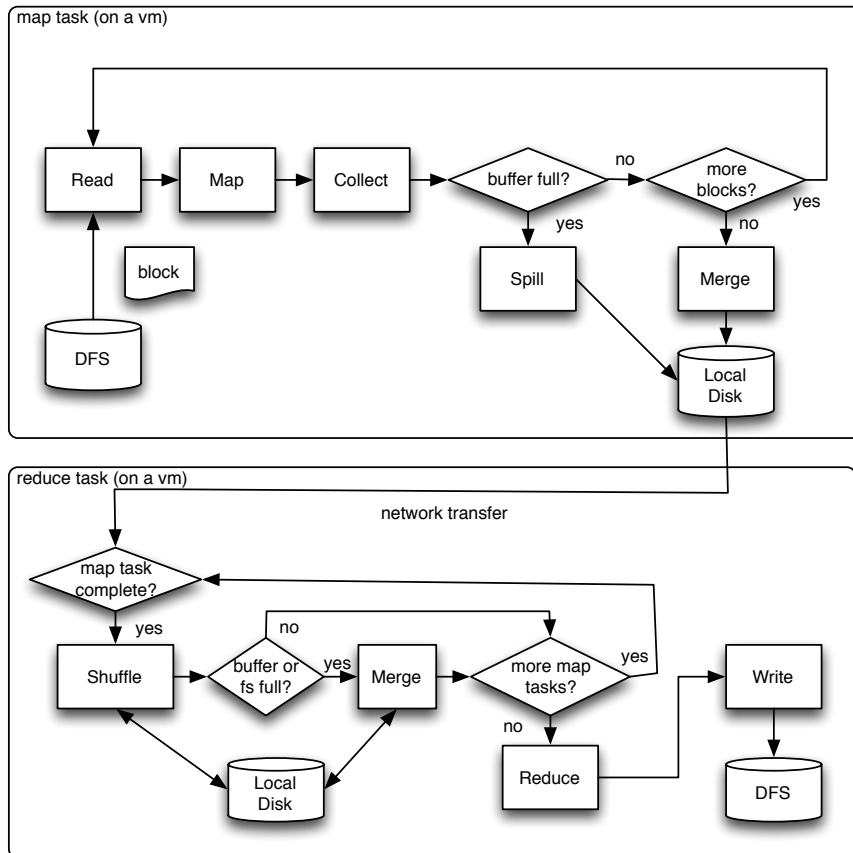 map task (on a vm)
Read
Map
Collect
buffer full?
no
more
blocks?
yes
yes
no
block
Spill
Merge
DFS
Local
Disk
reduce task (on a vm)
network transfer
map task
complete?
yes
no
Shuffle
buffer or
fs full?
yes
Merge
more map
tasks?
yes
Write
no
Reduce
Local
Disk
DFS